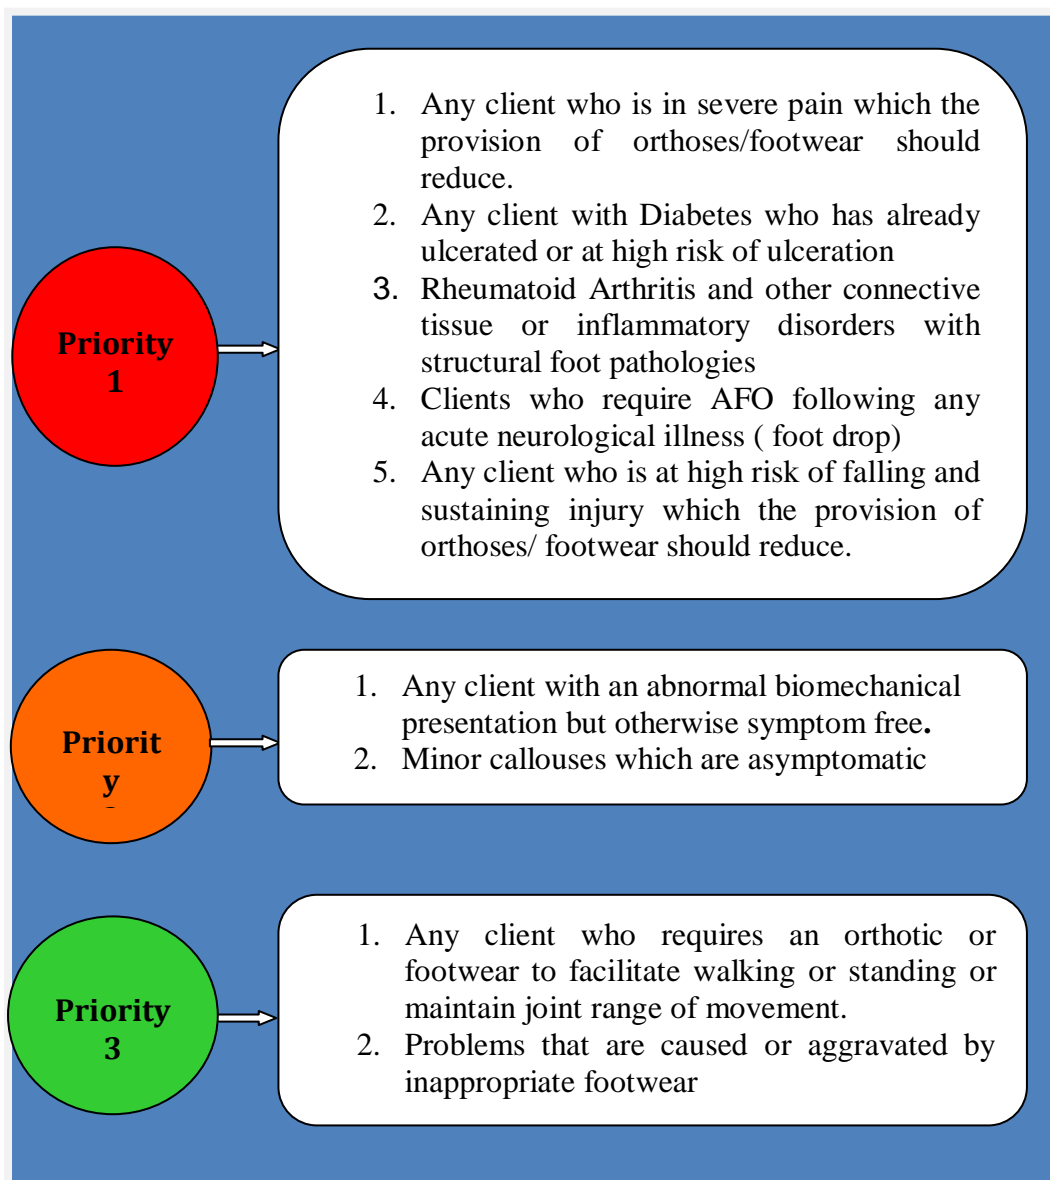 1. Any client who is in severe pain which the
provision of orthoses/footwear should
reduce.
2. Any client with Diabetes who has already
ulcerated or at high risk of ulceration
3. Rheumatoid Arthritis and other connective
tissue or inflammatory disorders with
structural foot pathologies
4. Clients who require AFO following any
acute neurological illness ( foot drop)
5. Any client who is at high risk of falling and
sustaining injury which the provision of
orthoses/ footwear should reduce.
Priority
1
1. Any client with an abnormal biomechanical
presentation but otherwise symptom free.
2. Minor callouses which are asymptomatic
Priorit
y
1. Any client who requires an orthotic or
footwear to facilitate walking or standing or
maintain joint range of movement.
2. Problems that are caused or aggravated by
inappropriate footwear
Priority
3